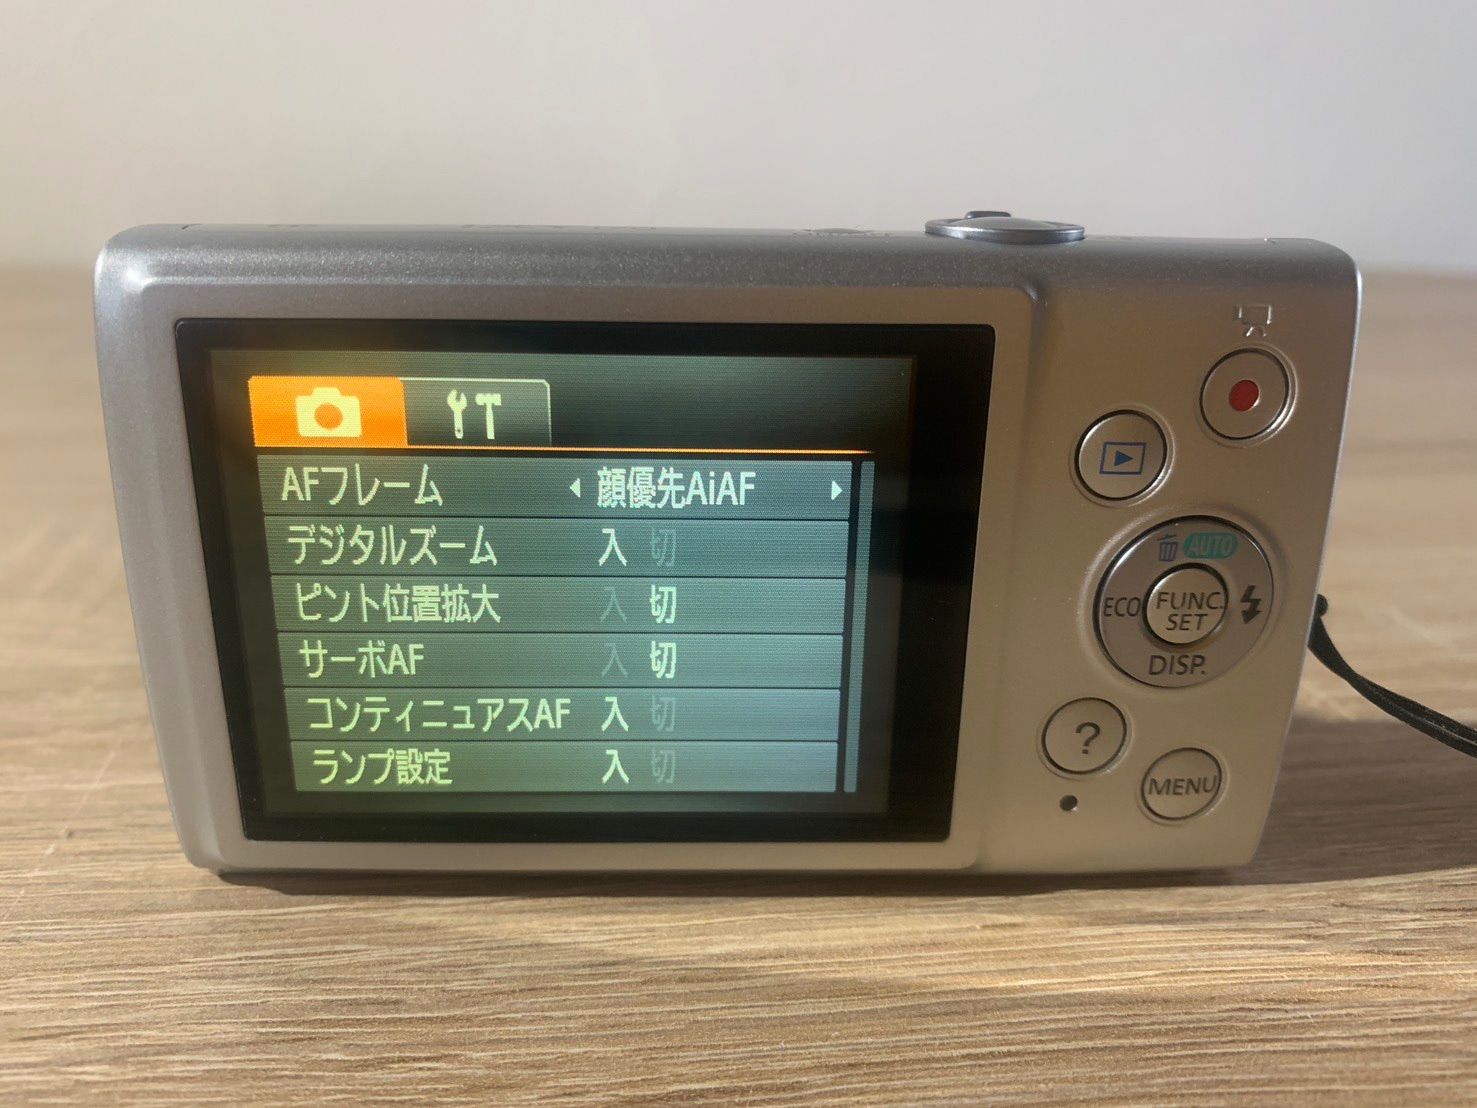 AFフレーム 顔優先AiAF
デジタルズーム 入 切
ピント位置拡大 入 切
サーボAF 入 切
コンティニュアスAF 入 切
ランプ設定 入 切
AUTO
ECO
FUNC.
SET
DISP.
?
MENU